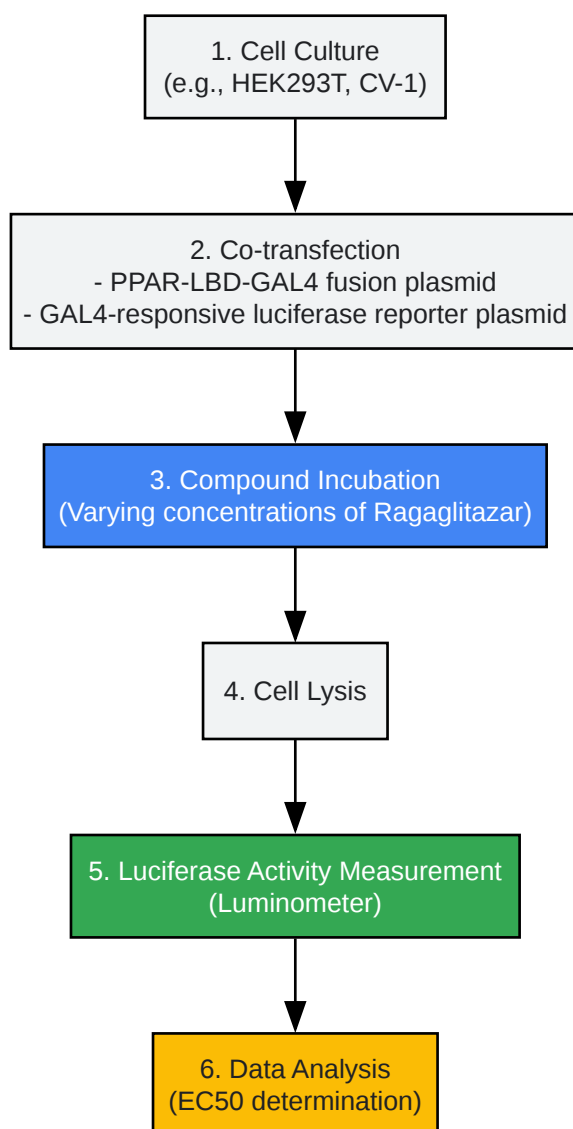 1. Cell Culture
(e.g., HEK293T, CV-1)
2. Co-transfection
- PPAR-LBD-GAL4 fusion plasmid
- GAL4-responsive luciferase reporter plasmid
3. Compound Incubation
(Varying concentrations of Ragaglitazar)
4. Cell Lysis
5. Luciferase Activity Measurement
(Luminometer)
6. Data Analysis
(EC50 determination)